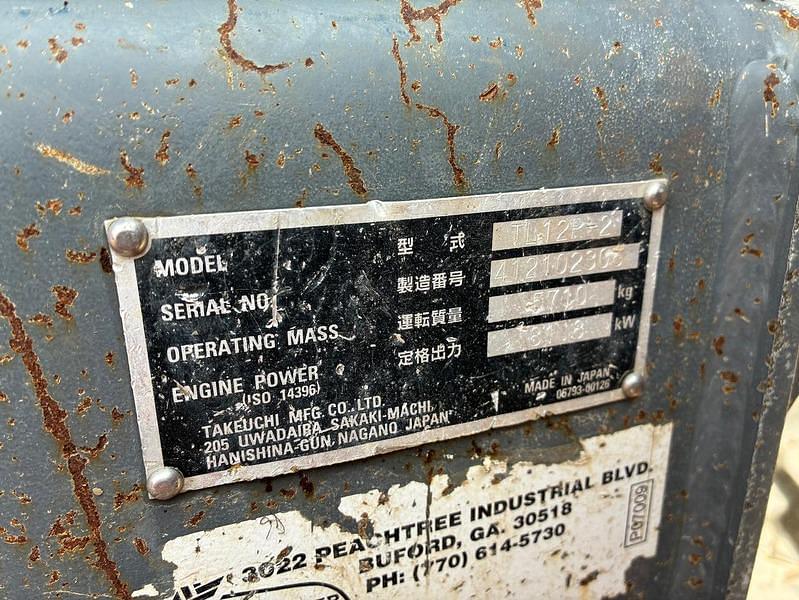 MODEL 型式 TL12R-2
SERIAL NO. 製造番号
OPERATING MASS 運転質量 5710 kg
ENGINE POWER 定格出力 kW
(ISO 14396)
TAKEUCHI MFG. CO., LTD.
205 UWADAIBA, SAKAKI-MACHI,
HANISHINA-GUN, NAGANO JAPAN
MADE IN JAPAN
06793-00126
3022 PEACHTREE INDUSTRIAL BLVD.
BUFORD, GA. 30518
PH: (770) 614-5730
P07009